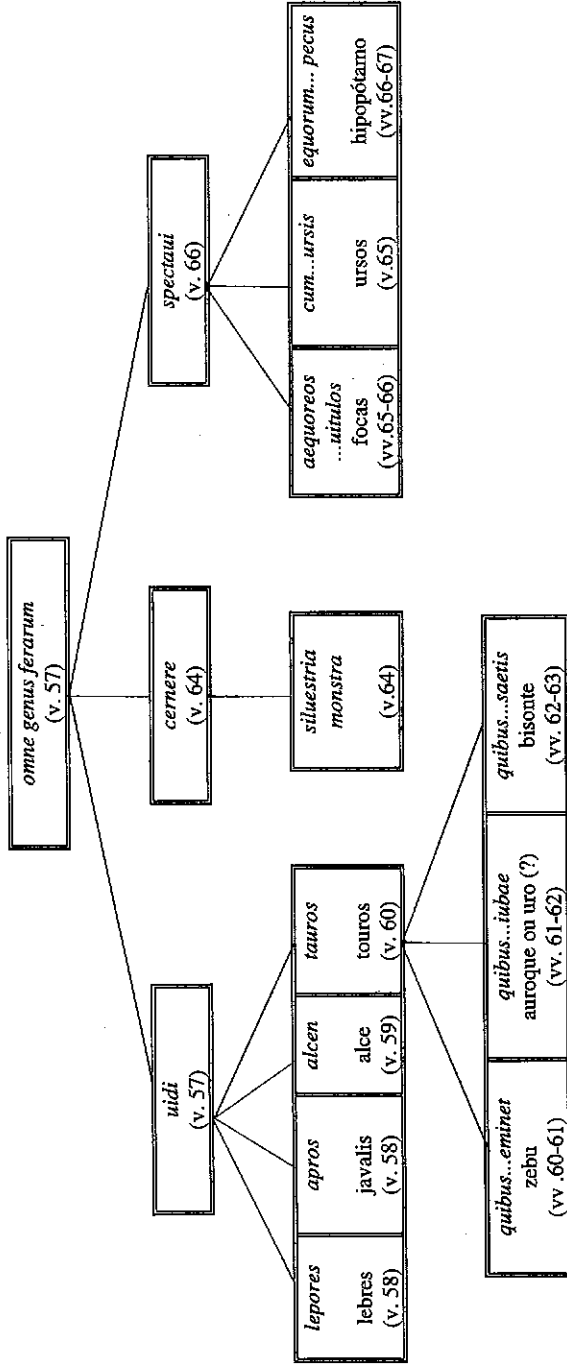 omne genus ferarum
(v. 57)
uidi
(v. 57)
cernere
(v. 64)
spectaui
(v. 66)
lepores
lebres
(v. 58)
apros
javalis
(v. 58)
alcen
alce
(v. 59)
tauros
touros
(v. 60)
siluestria
monstra
(v.64)
aequoreos
...uitulos
focas
(vv.65-66)
cum...ursis
ursos
(v.65)
equorum... pecus
hipopótamo
(vv.66-67)
quibus...eminet
zebu
(vv .60-61)
quibus...iubae
auroque ou uro (?)
(vv. 61-62)
quibus...saetis
bisonte
(vv. 62-63)